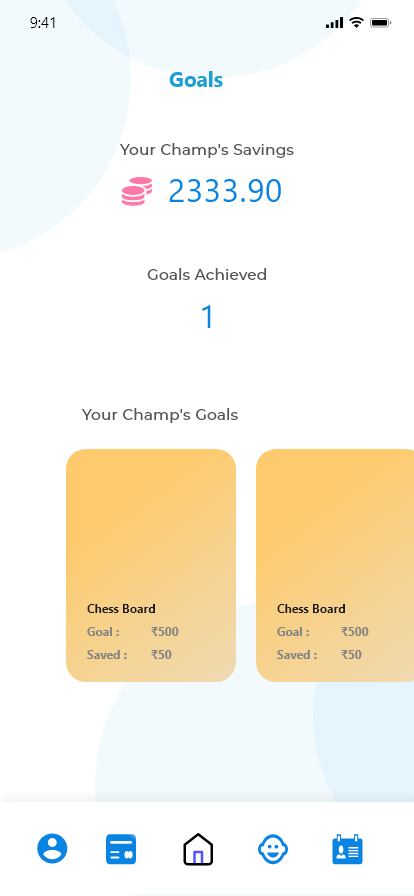 9:41
Goals
Your Champ's Savings
2333.90
Goals Achieved
1
Your Champ's Goals
Chess Board
Goal : ₹500
Saved : ₹50
Chess Board
Goal : ₹500
Saved : ₹50